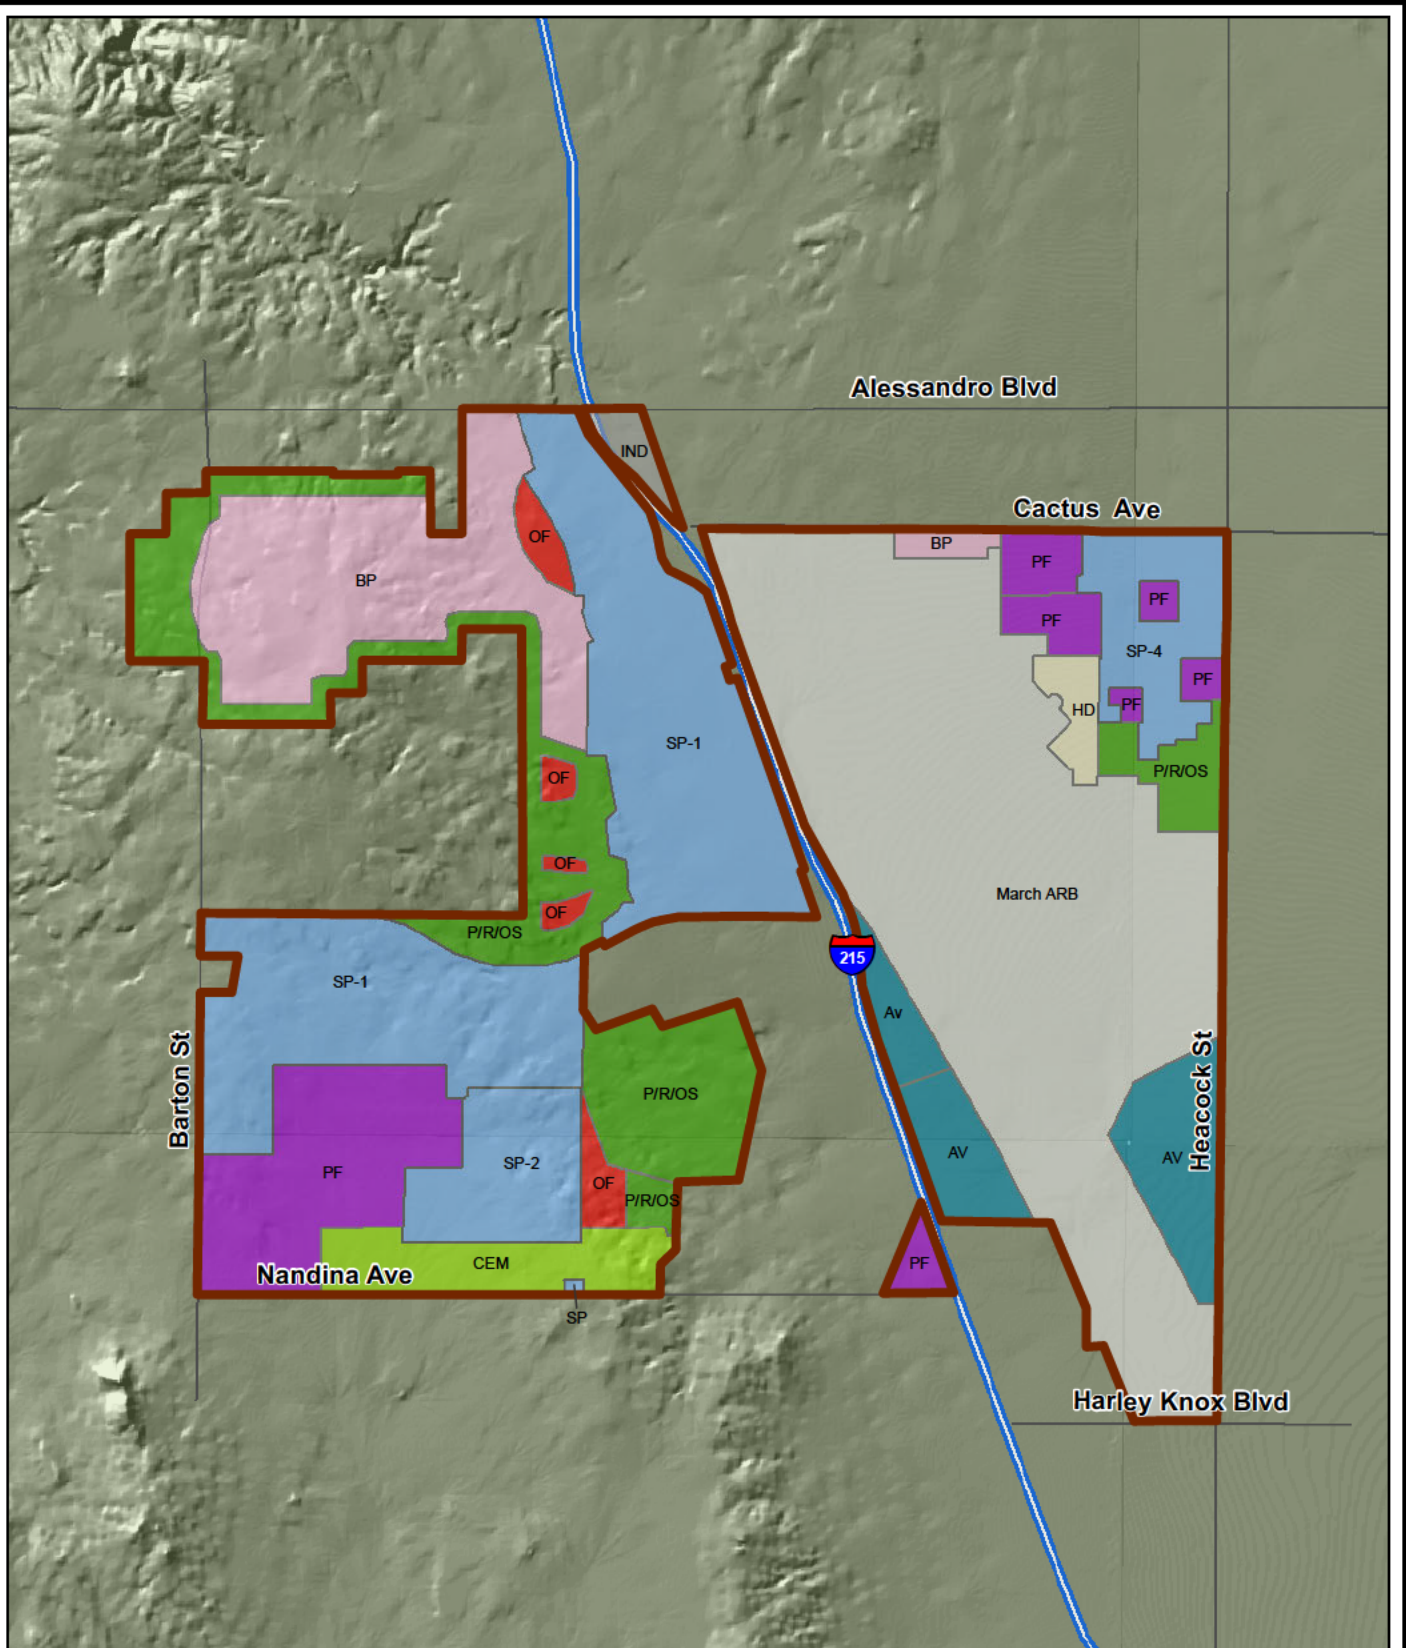 Alessandro Blvd
IND
Cactus Ave
OF
BP
BP
PF
PF
PF
SP-4
PF
PF
HD
SP-1
P/R/OS
OF
OF
March ARB
OF
P/R/OS
215
SP-1
Av
Barton St
Heacock St
P/R/OS
AV
AV
SP-2
PF
OF
P/R/OS
CEM
PF
Nandina Ave
SP
Harley Knox Blvd